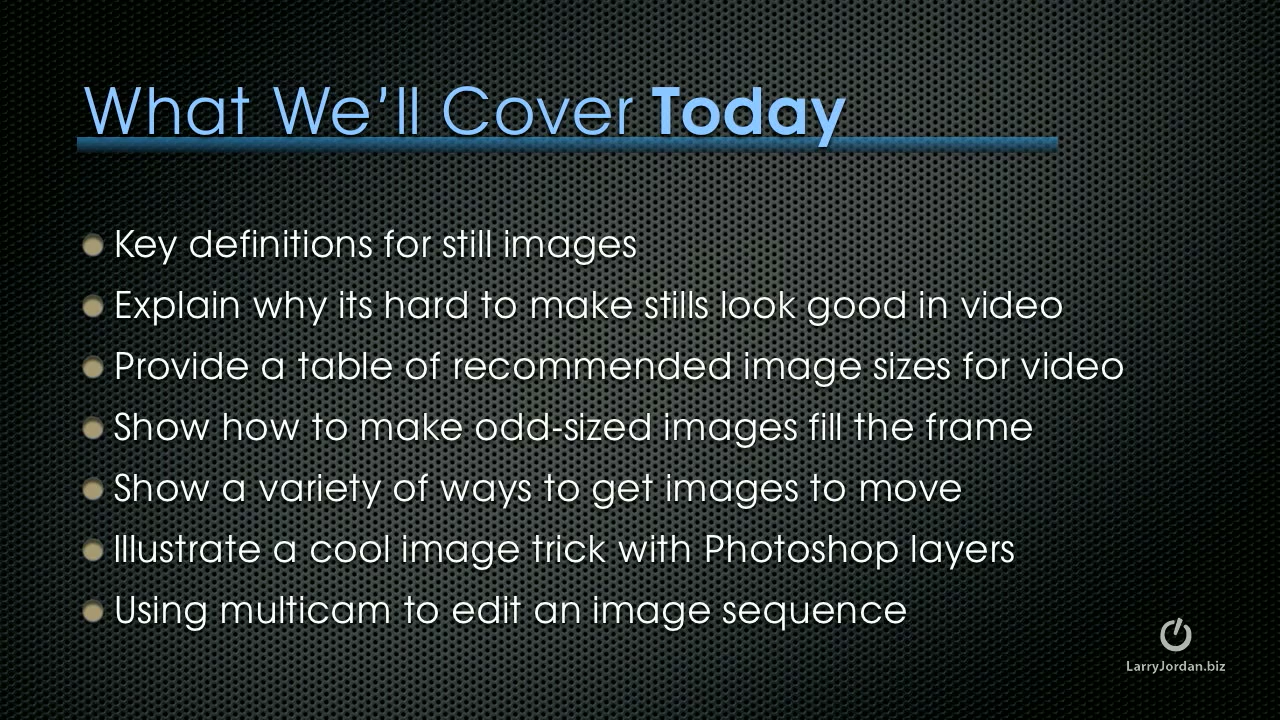 What We’ll Cover Today
Key definitions for still images
Explain why its hard to make stills look good in video
Provide a table of recommended image sizes for video
Show how to make odd-sized images fill the frame
Show a variety of ways to get images to move
Illustrate a cool image trick with Photoshop layers
Using multicam to edit an image sequence
LarryJordan.biz